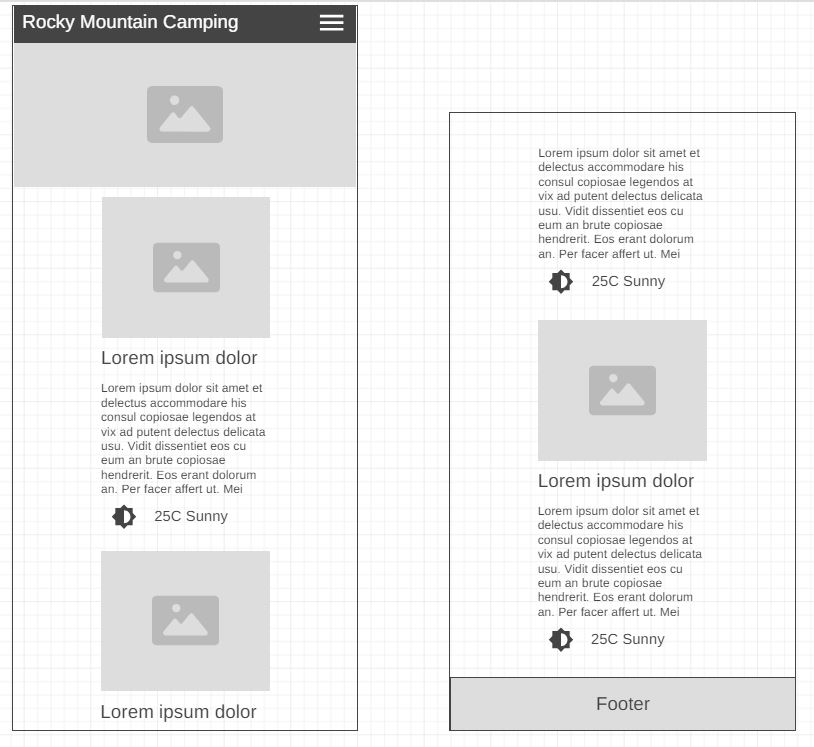 Rocky Mountain Camping
Lorem ipsum dolor
Lorem ipsum dolor sit amet et
delectus accommodare his
consul copiosae legendos at
vix ad putent delectus delicata
usu. Vidit dissentiet eos cu
eum an brute copiosae
hendrerit. Eos erant dolorum
an. Per facer affert ut. Mei
25C Sunny
Lorem ipsum dolor
Lorem ipsum dolor sit amet et
delectus accommodare his
consul copiosae legendos at
vix ad putent delectus delicata
usu. Vidit dissentiet eos cu
eum an brute copiosae
hendrerit. Eos erant dolorum
an. Per facer affert ut. Mei
25C Sunny
Lorem ipsum dolor
Lorem ipsum dolor sit amet et
delectus accommodare his
consul copiosae legendos at
vix ad putent delectus delicata
usu. Vidit dissentiet eos cu
eum an brute copiosae
hendrerit. Eos erant dolorum
an. Per facer affert ut. Mei
25C Sunny
Footer